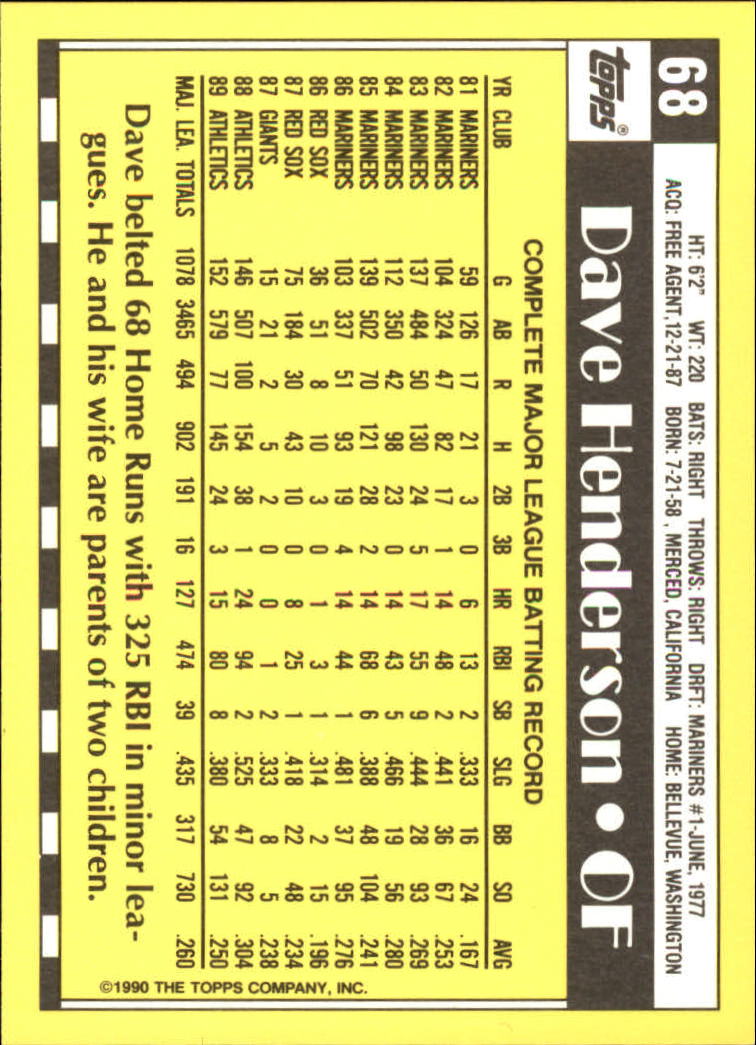 68
HT: 6'2" WT: 220 BATS: RIGHT THROWS: RIGHT DRFT: MARINERS #1-JUNE, 1977
ACQ: FREE AGENT, 12-21-87 BORN: 7-21-58, MERCED, CALIFORNIA HOME: BELLEVUE, WASHINGTON
TOPPS®
Dave Henderson • OF
COMPLETE MAJOR LEAGUE BATTING RECORD
YR CLUB G AB R H 2B 3B HR RBI SB SLG BB SO AVG
81 MARINERS 59 126 17 21 3 0 6 13 2 .333 16 24 .167
82 MARINERS 104 324 47 82 17 1 14 48 2 .441 36 67 .253
83 MARINERS 137 484 50 130 24 5 17 55 9 .444 28 93 .269
84 MARINERS 112 350 42 98 23 0 14 43 5 .466 19 56 .280
85 MARINERS 139 502 70 121 28 2 14 68 6 .388 48 104 .241
86 MARINERS 103 337 51 93 19 4 14 44 1 .481 37 95 .276
86 RED SOX 36 51 8 10 3 0 1 3 1 .314 2 15 .196
87 RED SOX 75 184 30 43 10 0 8 25 1 .418 22 48 .234
87 GIANTS 15 21 2 5 2 0 0 1 2 .333 8 5 .238
88 ATHLETICS 146 507 100 154 38 1 24 94 2 .525 47 92 .304
89 ATHLETICS 152 579 77 145 24 3 15 80 8 .380 54 131 .250
MAJ. LEA. TOTALS 1078 3465 494 902 191 16 127 474 39 .435 317 730 .260
Dave belted 68 Home Runs with 325 RBI in minor lea-
gues. He and his wife are parents of two children.
©1990 THE TOPPS COMPANY, INC.